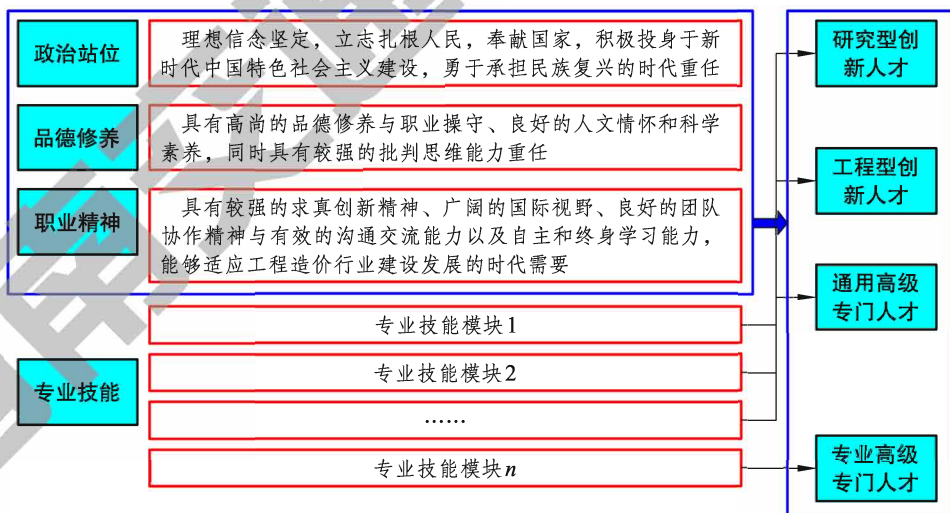 政治站位
理想信念坚定，立志扎根人民，奉献国家，积极投身于新
时代中国特色社会主义建设，勇于承担民族复兴的时代重任
品德修养
具有高尚的品德修养与职业操守、良好的人文情怀和科学
素养，同时具有较强的批判思维能力重任
职业精神
具有较强的求真创新精神、广阔的国际视野、良好的团队
协作精神与有效的沟通交流能力以及自主和终身学习能力，
能够适应工程造价行业建设发展的时代需要
专业技能
专业技能模块1
专业技能模块2
……
专业技能模块n
研究型创
新人才
工程型创
新人才
通用高级
专门人才
专业高级
专门人才